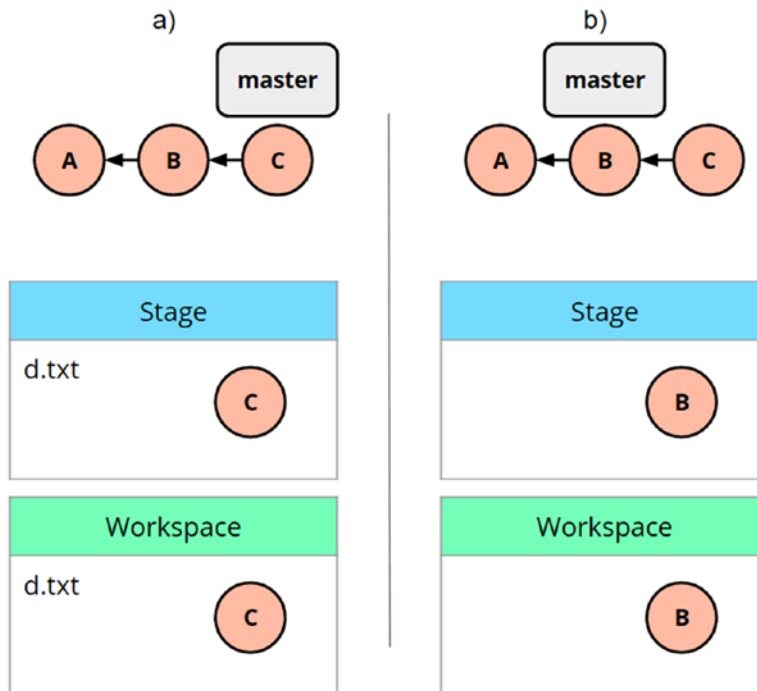 a)
master
A
B
C
Stage
d.txt
C
Workspace
d.txt
C
b)
master
A
B
C
Stage
B
Workspace
B